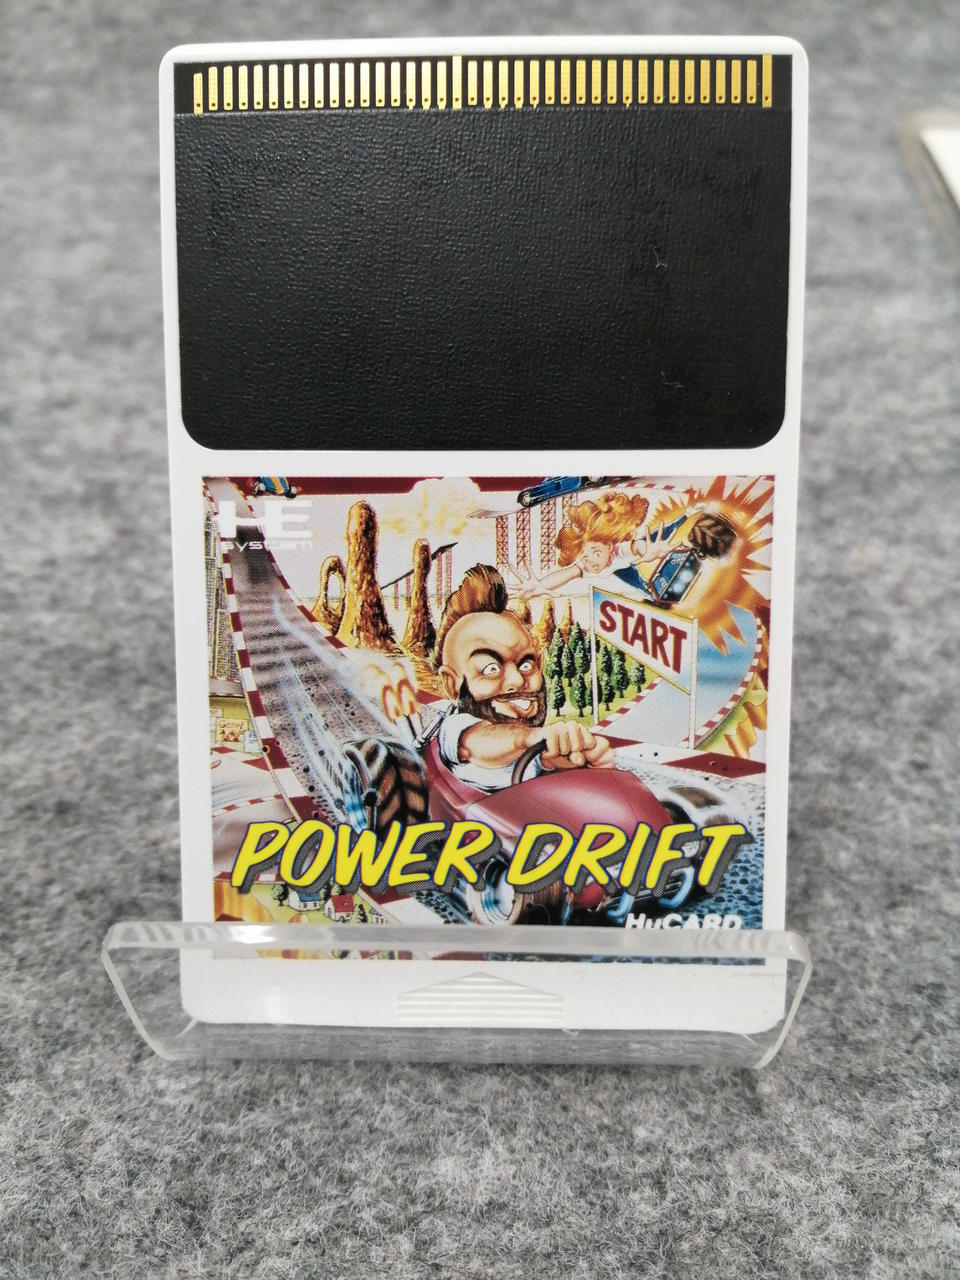 HE
system
START
POWER DRIFT
HuCARD